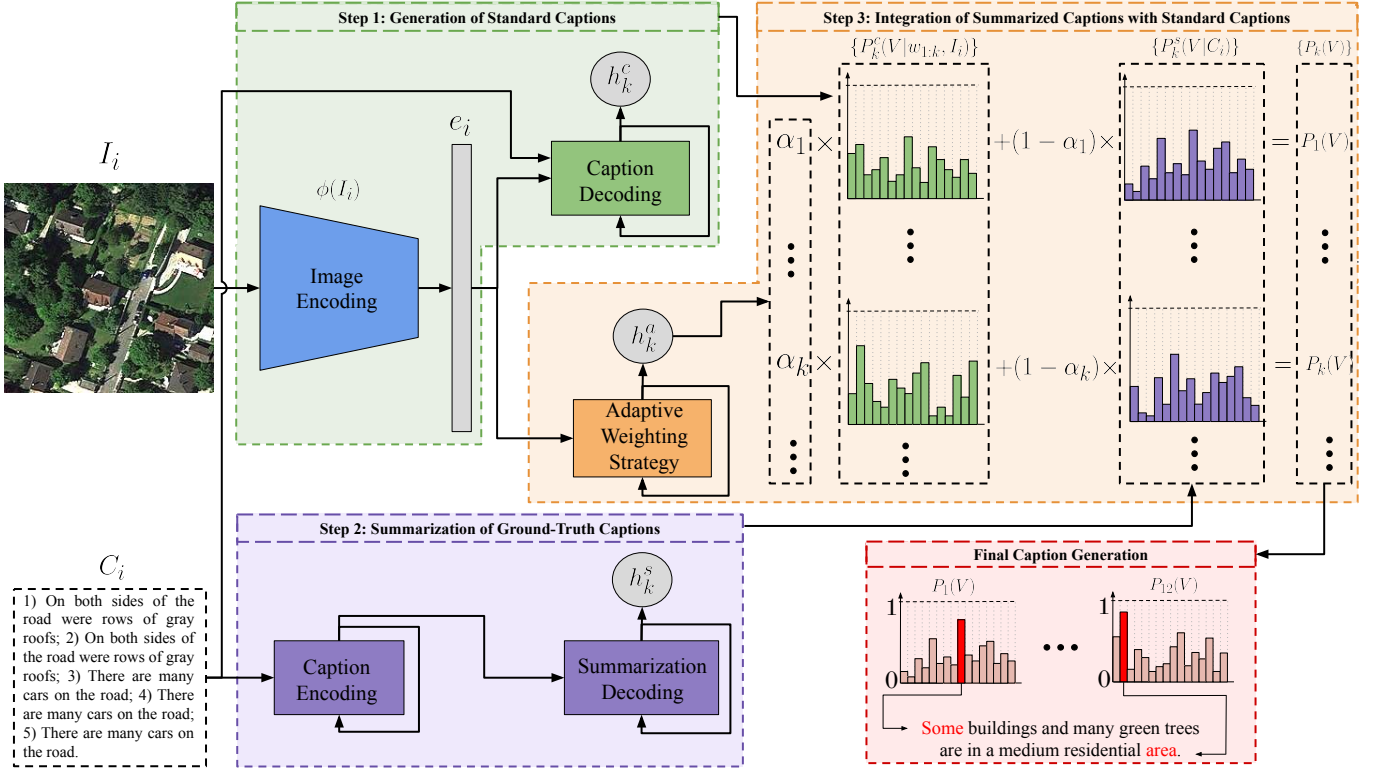 Step 1: Generation of Standard Captions
Step 3: Integration of Summarized Captions with Standard Captions
{P_k^c(V|w_{1:k}, I_i)}
{P_k^s(V|C_i)}
{P_k(V)}
h_k^c
e_i
I_i
ϕ(I_i)
Caption
Decoding
α_1 ×
+(1 − α_1)×
= P_1(V)
Image
Encoding
h_k^a
α_k ×
+(1 − α_k)×
= P_k(V)
Adaptive
Weighting
Strategy
Step 2: Summarization of Ground-Truth Captions
C_i
1) On both sides of the
road were rows of gray
roofs; 2) On both sides of
the road were rows of gray
roofs; 3) There are many
cars on the road; 4) There
are many cars on the road;
5) There are many cars on
the road.
h_k^s
Caption
Encoding
Summarization
Decoding
Final Caption Generation
P_1(V)
P_12(V)
1
0
1
0
Some buildings and many green trees
are in a medium residential area.